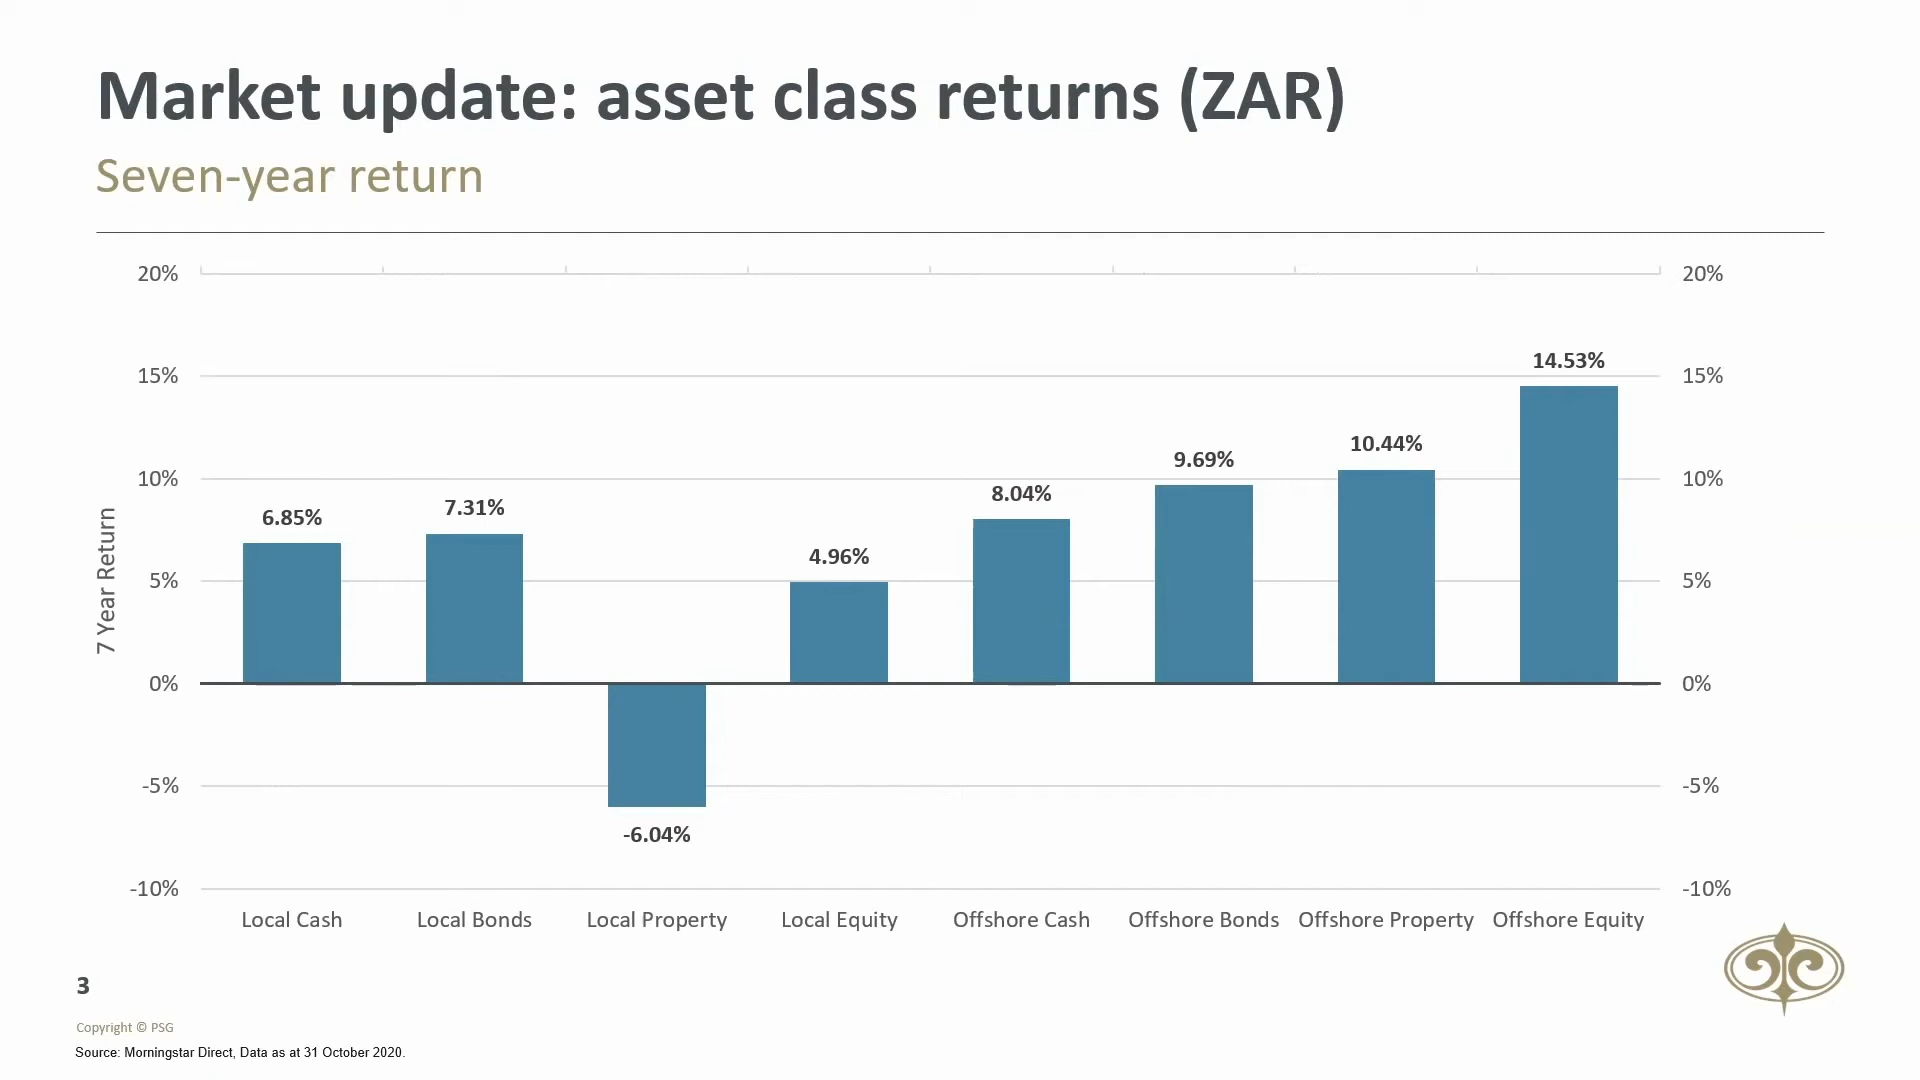 Market update: asset class returns (ZAR)
Seven-year return
20%
20%
14.53%
15%
15%
10.44%
9.69%
10%
10%
8.04%
7.31%
6.85%
4.96%
7 Year Return
5%
5%
0%
0%
-5%
-5%
-6.04%
-10%
-10%
Local Cash
Local Bonds
Local Property
Local Equity
Offshore Cash
Offshore Bonds
Offshore Property
Offshore Equity
3
Copyright © PSG
Source: Morningstar Direct, Data as at 31 October 2020.